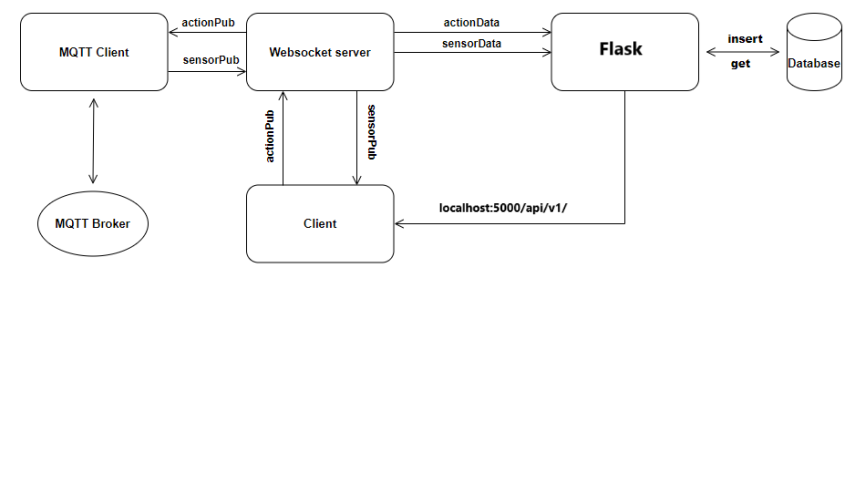 actionPub
actionData
MQTT Client
Websocket server
sensorData
Flask
insert
sensorPub
get
Database
actionPub
sensorPub
localhost:5000/api/v1/
MQTT Broker
Client